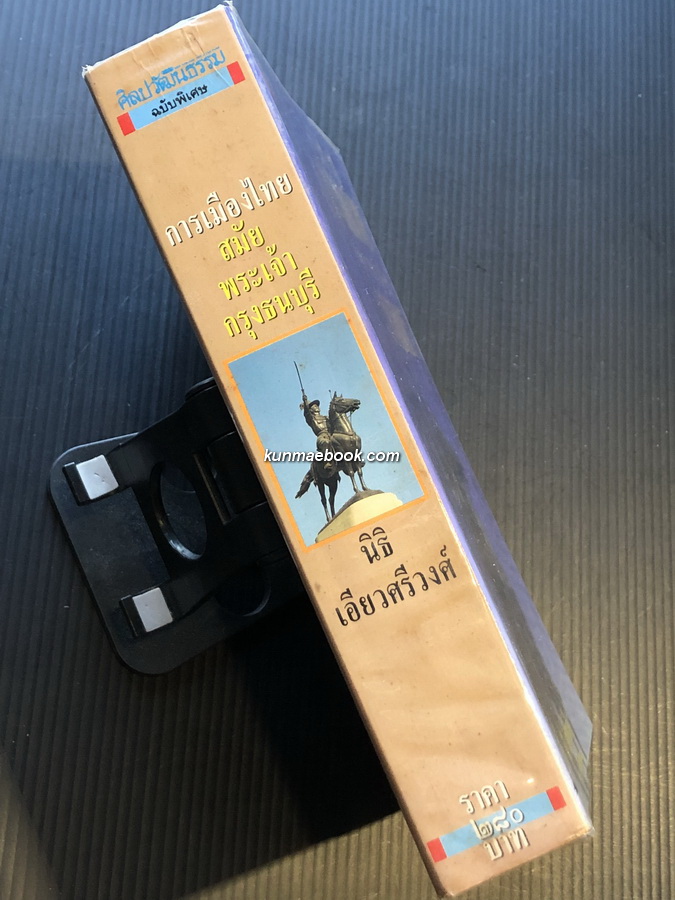 ศิลปวัฒนธรรม
ฉบับพิเศษ
การเมืองไทย
สมัย
พระเจ้า
กรุงธนบุรี
kunmaebook.com
นิธิ
เอียวศรีวงศ์
ราคา
๒๘๐
บาท